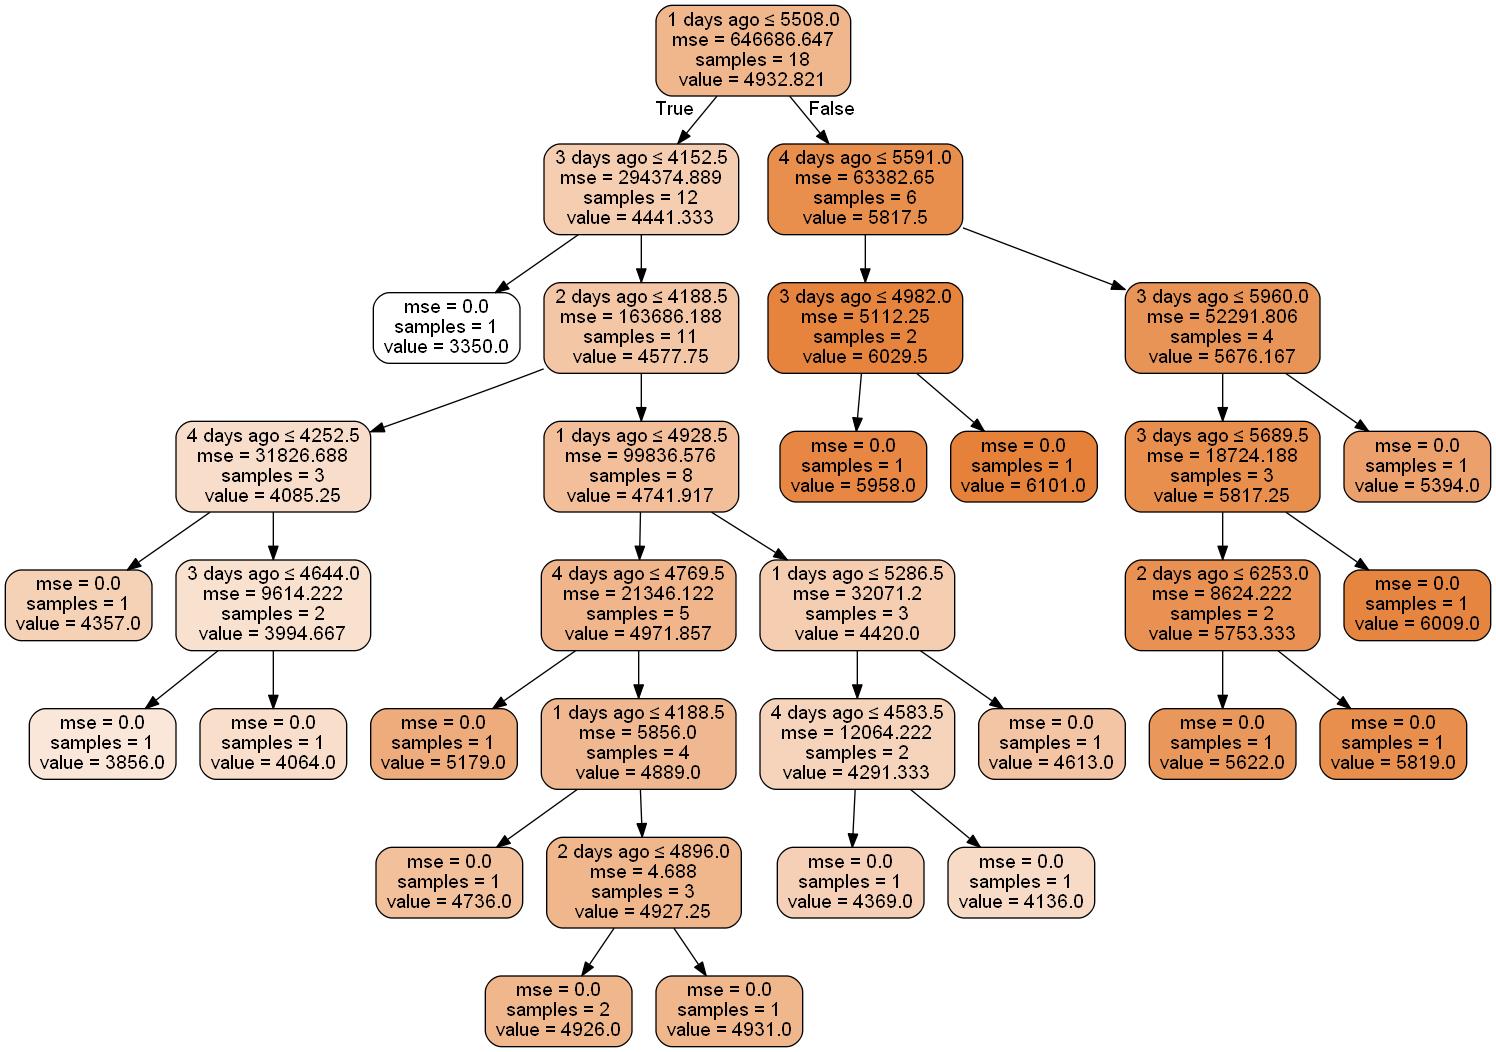 1 days ago ≤ 5508.0
mse = 646686.647
samples = 18
value = 4932.821
True
False
3 days ago ≤ 4152.5
mse = 294374.889
samples = 12
value = 4441.333
4 days ago ≤ 5591.0
mse = 63382.65
samples = 6
value = 5817.5
mse = 0.0
samples = 1
value = 3350.0
2 days ago ≤ 4188.5
mse = 163686.188
samples = 11
value = 4577.75
3 days ago ≤ 4982.0
mse = 5112.25
samples = 2
value = 6029.5
3 days ago ≤ 5960.0
mse = 52291.806
samples = 4
value = 5676.167
4 days ago ≤ 4252.5
mse = 31826.688
samples = 3
value = 4085.25
1 days ago ≤ 4928.5
mse = 99836.576
samples = 8
value = 4741.917
mse = 0.0
samples = 1
value = 5958.0
mse = 0.0
samples = 1
value = 6101.0
3 days ago ≤ 5689.5
mse = 18724.188
samples = 3
value = 5817.25
mse = 0.0
samples = 1
value = 5394.0
mse = 0.0
samples = 1
value = 4357.0
3 days ago ≤ 4644.0
mse = 9614.222
samples = 2
value = 3994.667
4 days ago ≤ 4769.5
mse = 21346.122
samples = 5
value = 4971.857
1 days ago ≤ 5286.5
mse = 32071.2
samples = 3
value = 4420.0
2 days ago ≤ 6253.0
mse = 8624.222
samples = 2
value = 5753.333
mse = 0.0
samples = 1
value = 6009.0
mse = 0.0
samples = 1
value = 3856.0
mse = 0.0
samples = 1
value = 4064.0
mse = 0.0
samples = 1
value = 5179.0
1 days ago ≤ 4188.5
mse = 5856.0
samples = 4
value = 4889.0
4 days ago ≤ 4583.5
mse = 12064.222
samples = 2
value = 4291.333
mse = 0.0
samples = 1
value = 4613.0
mse = 0.0
samples = 1
value = 5622.0
mse = 0.0
samples = 1
value = 5819.0
mse = 0.0
samples = 1
value = 4736.0
2 days ago ≤ 4896.0
mse = 4.688
samples = 3
value = 4927.25
mse = 0.0
samples = 1
value = 4369.0
mse = 0.0
samples = 1
value = 4136.0
mse = 0.0
samples = 2
value = 4926.0
mse = 0.0
samples = 1
value = 4931.0